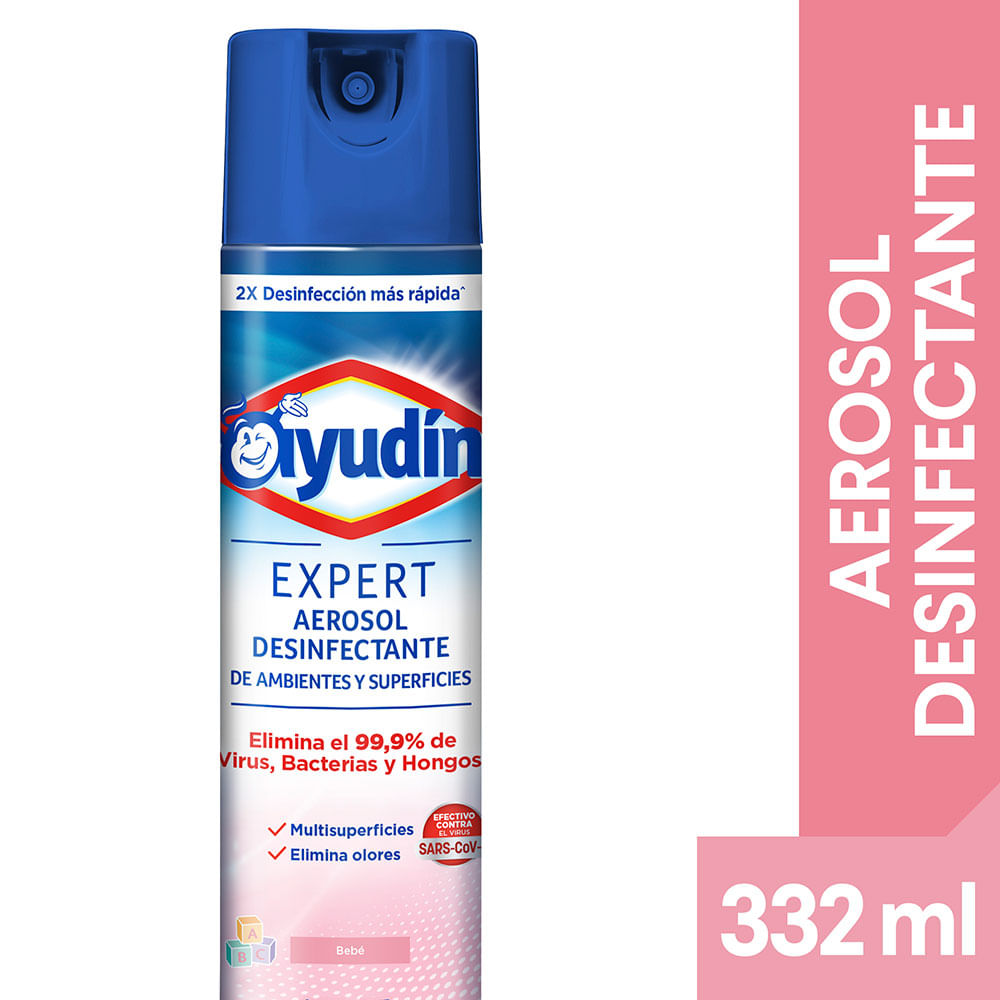 2X Desinfección más rápida^
ayudín
EXPERT
AEROSOL
DESINFECTANTE
DE AMBIENTES Y SUPERFICIES
Elimina el 99,9% de
Virus, Bacterias y Hongos
✓ Multisuperficies
✓ Elimina olores
EFECTIVO
CONTRA
EL VIRUS
SARS-CoV-
A
B C
Bebé
AEROSOL
DESINFECTANTE
332 ml